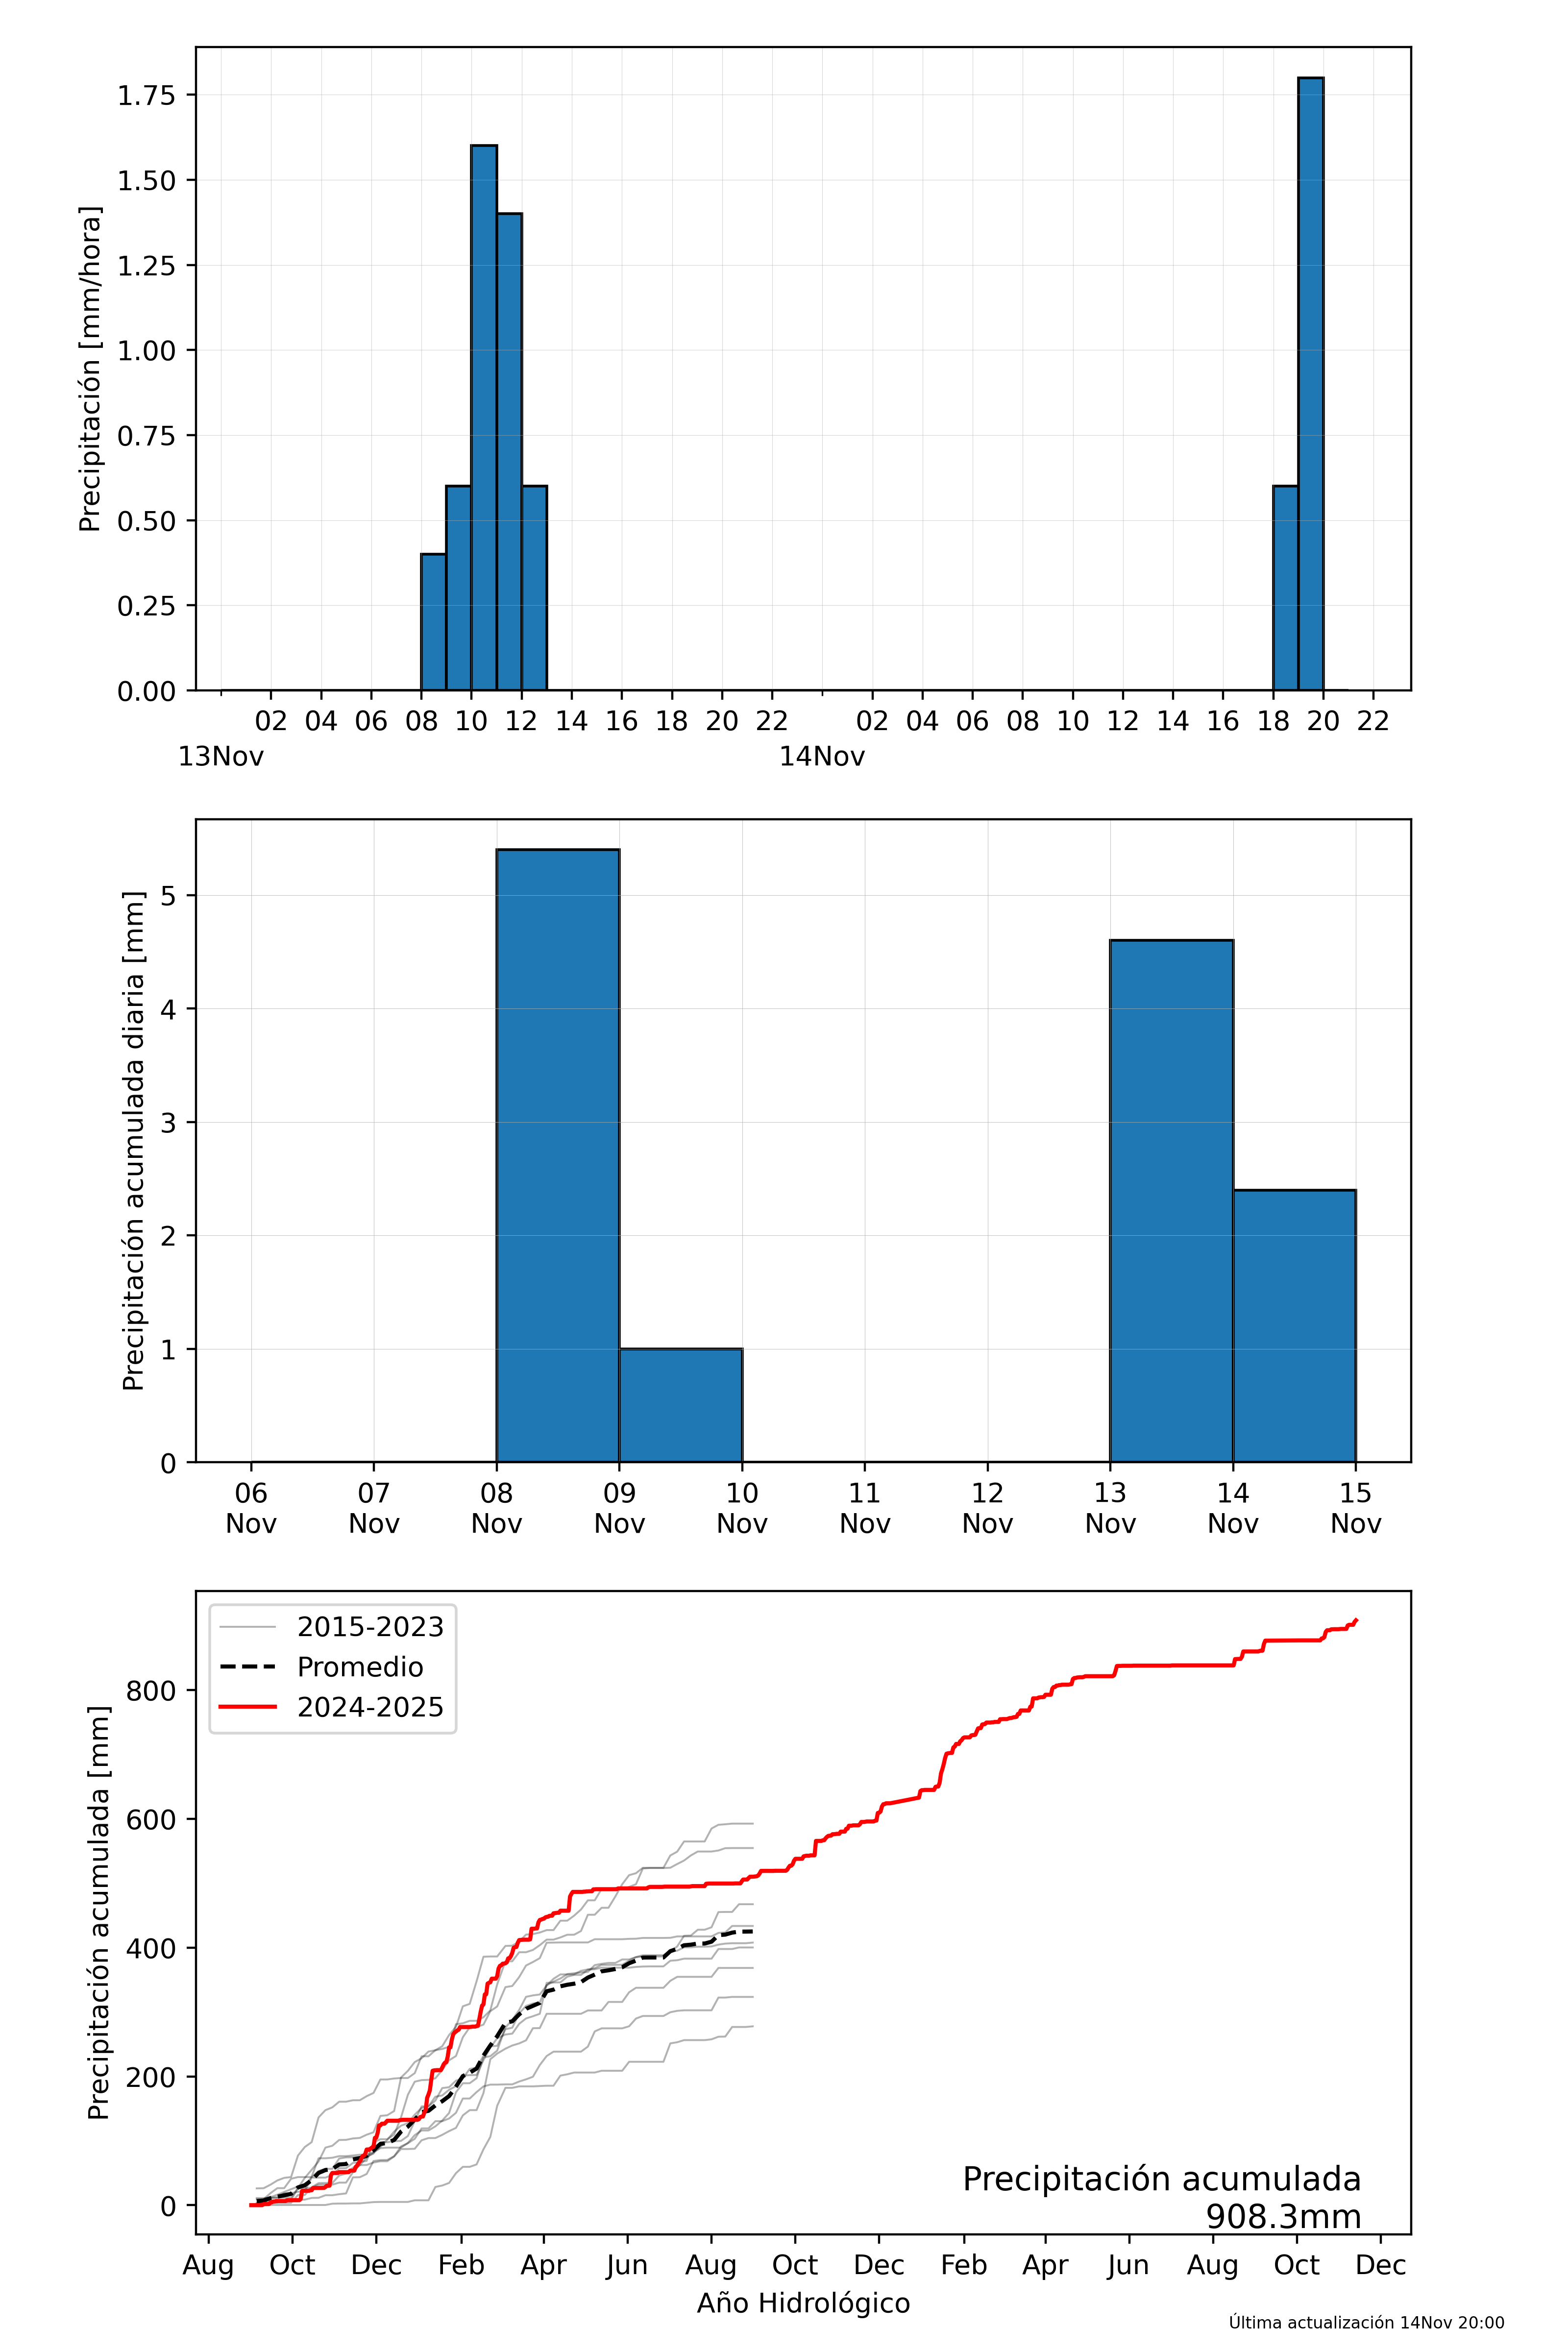 Precipitación [mm/hora]
1.75
1.50
1.25
1.00
0.75
0.50
0.25
0.00
02 04 06 08 10 12 14 16 18 20 22 02 04 06 08 10 12 14 16 18 20 22
13Nov 14Nov
Precipitación acumulada diaria [mm]
5
4
3
2
1
0
06 07 08 09 10 11 12 13 14 15
Nov Nov Nov Nov Nov Nov Nov Nov Nov Nov
Precipitación acumulada [mm]
2015-2023
Promedio
2024-2025
800
600
400
200
0
Precipitación acumulada
908.3mm
Aug Oct Dec Feb Apr Jun Aug Oct Dec Feb Apr Jun Aug Oct Dec
Año Hidrológico
Última actualización 14Nov 20:00